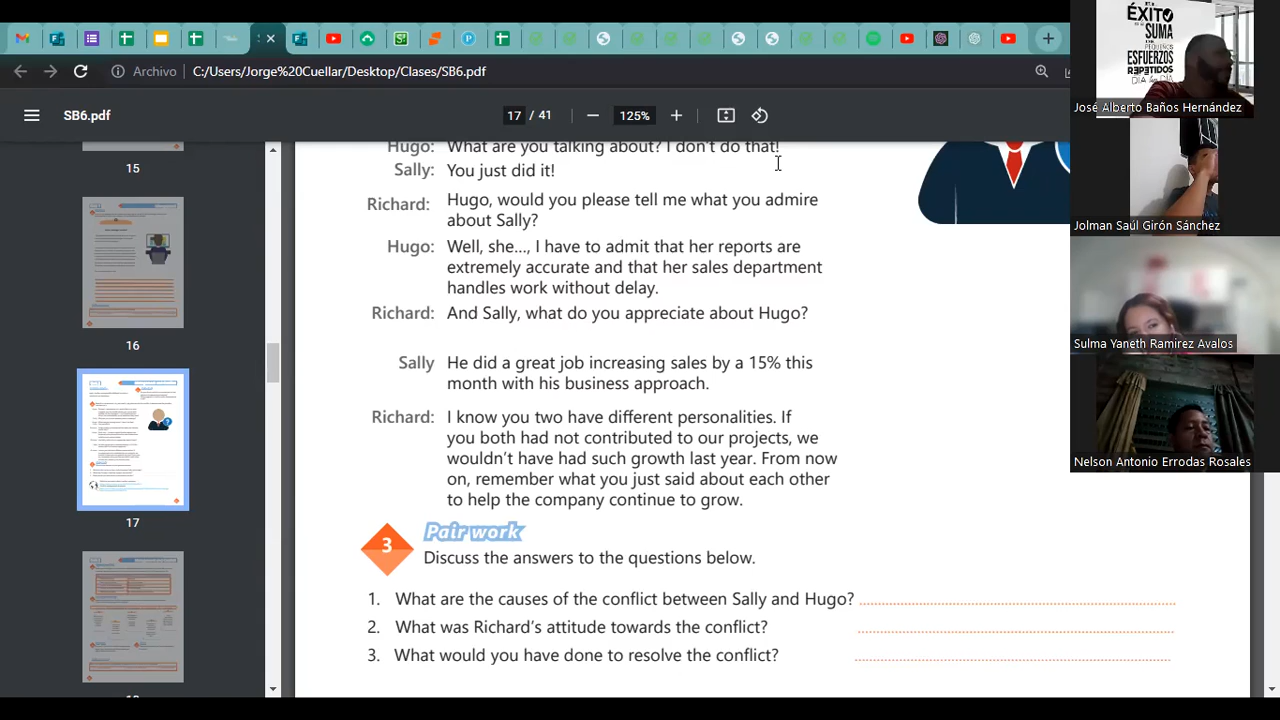 Archivo
C:/Users/Jorge%20Cuellar/Desktop/Clases/SB6.pdf
SB6.pdf
17 / 41
125%
15
16
17
Hugo: What are you talking about? I don't do that!
Sally: You just did it!
Richard: Hugo, would you please tell me what you admire
about Sally?
Hugo: Well, she..., I have to admit that her reports are
extremely accurate and that her sales department
handles work without delay.
Richard: And Sally, what do you appreciate about Hugo?
Sally He did a great job increasing sales by a 15% this
month with his business approach.
Richard: I know you two have different personalities. If
you both had not contributed to our projects, we
wouldn't have had such growth last year. From now
on, remember what you just said about each other
to help the company continue to grow.
3 Pair work
Discuss the answers to the questions below.
1. What are the causes of the conflict between Sally and Hugo?
2. What was Richard's attitude towards the conflict?
3. What would you have done to resolve the conflict?
ÉXITO
SUMA
PEQUEÑOS
ESFUERZOS
REPETIDOS
DÍA DÍA
José Alberto Baños Hernández
Jolman Saúl Girón Sánchez
Sulma Yaneth Ramirez Avalos
Nelson Antonio Errodas Rosales